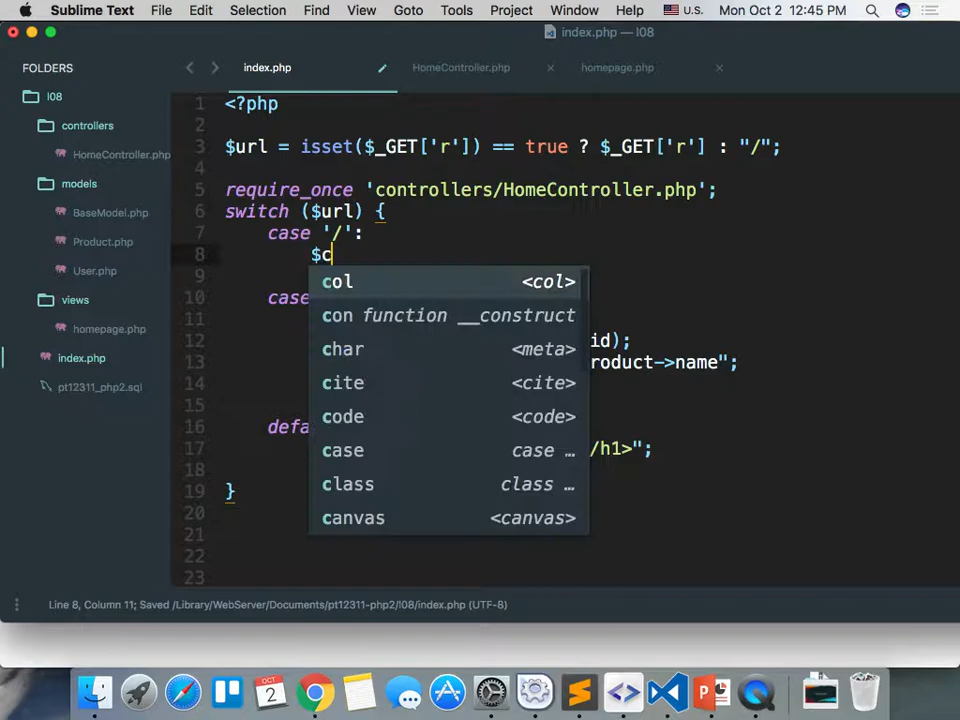 Sublime Text File Edit Selection Find View Goto Tools Project Window Help U.S. Mon Oct 2 12:45 PM
index.php — l08
FOLDERS
l08
controllers
HomeController.php
models
BaseModel.php
Product.php
User.php
views
homepage.php
index.php
pt12311_php2.sql
index.php HomeController.php homepage.php
1 <?php
2
3 $url = isset($_GET['r']) == true ? $_GET['r'] : "/";
4
5 require_once 'controllers/HomeController.php';
6 switch ($url) {
7 case '/':
8 $c
9
10 case
11
12 id);
13 roduct->name";
14
15
16 defa
17 /h1>";
18
19 }
20
21
22
23
col <col>
con function __construct
char <meta>
cite <cite>
code <code>
case case …
class class …
canvas <canvas>
Line 8, Column 11; Saved /Library/WebServer/Documents/pt12311-php2/l08/index.php (UTF-8)
OCT
2